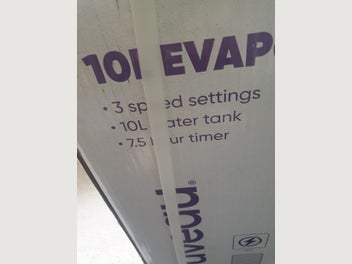 10L EVAP
• 3 speed settings
• 10L water tank
• 7.5 hour timer